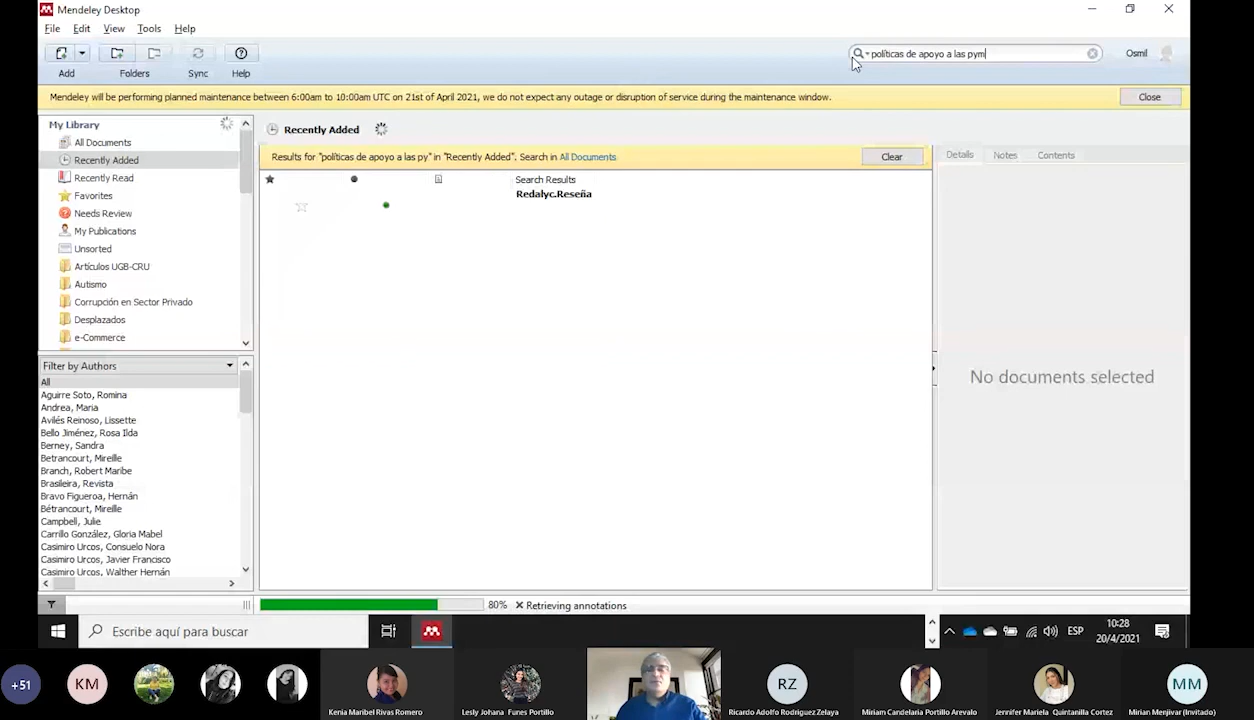 Mendeley Desktop
File Edit View Tools Help
políticas de apoyo a las pym
Osmil
Add Folders Sync Help
Mendeley will be performing planned maintenance between 6:00am to 10:00am UTC on 21st of April 2021, we do not expect any outage or disruption of service during the maintenance window.
Close
My Library
All Documents
Recently Added
Recently Read
Favorites
Needs Review
My Publications
Unsorted
Artículos UGB-CRU
Autismo
Corrupción en Sector Privado
Desplazados
e-Commerce
Filter by Authors
All
Aguirre Soto, Romina
Andrea, Maria
Avilés Reinoso, Lissette
Bello Jiménez, Rosa Ilda
Berney, Sandra
Betrancourt, Mireille
Branch, Robert Maribe
Brasileira, Revista
Bravo Figueroa, Hernán
Bétrancourt, Mireille
Campbell, Julie
Carrillo González, Gloria Mabel
Casimiro Urcos, Consuelo Nora
Casimiro Urcos, Javier Francisco
Casimiro Urcos, Walther Hernán
Recently Added
Results for "políticas de apoyo a las py" in "Recently Added". Search in All Documents
Clear
Search Results
Redalyc.Reseña
Details Notes Contents
No documents selected
80% Retrieving annotations
Escribe aquí para buscar
ESP
10:28
20/4/2021
+51
KM
Kenia Maribel Rivas Romero
Lesly Johana Funes Portillo
RZ
Ricardo Adolfo Rodriguez Zelaya
Miriam Candelaria Portillo Arevalo
Jennifer Mariela Quintanilla Cortez
MM
Mirian Menjivar (Invitado)